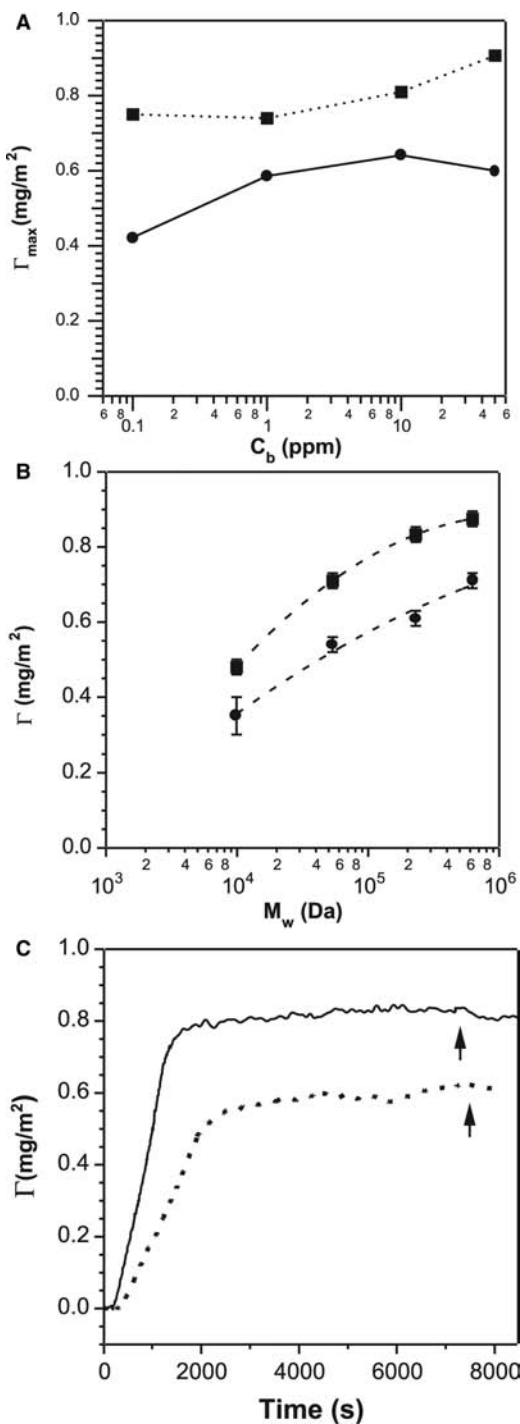 A
1.0
0.8
0.6
0.4
0.2
0.0
Γmax (mg/m²)
6 8 2 4 6 8 2 4 6 8 2 4 6
0.1 1 10
Cb (ppm)
B
1.0
0.8
0.6
0.4
0.2
0.0
Γ (mg/m²)
2 4 6 8 2 4 6 8 2 4 6 8
10³ 10⁴ 10⁵ 10⁶
Mw (Da)
C
1.0
0.8
0.6
0.4
0.2
0.0
Γ(mg/m²)
0 2000 4000 6000 8000
Time (s)